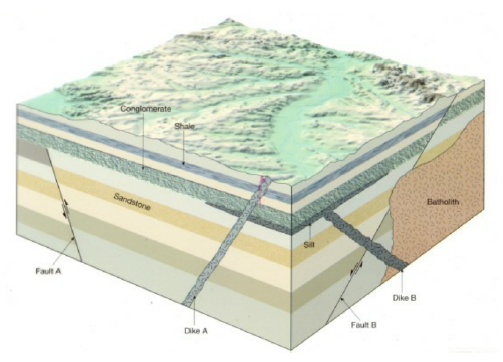 Conglomerate
Shale
Sandstone
Batholith
Sill
Fault A
Dike B
Fault B
Dike A